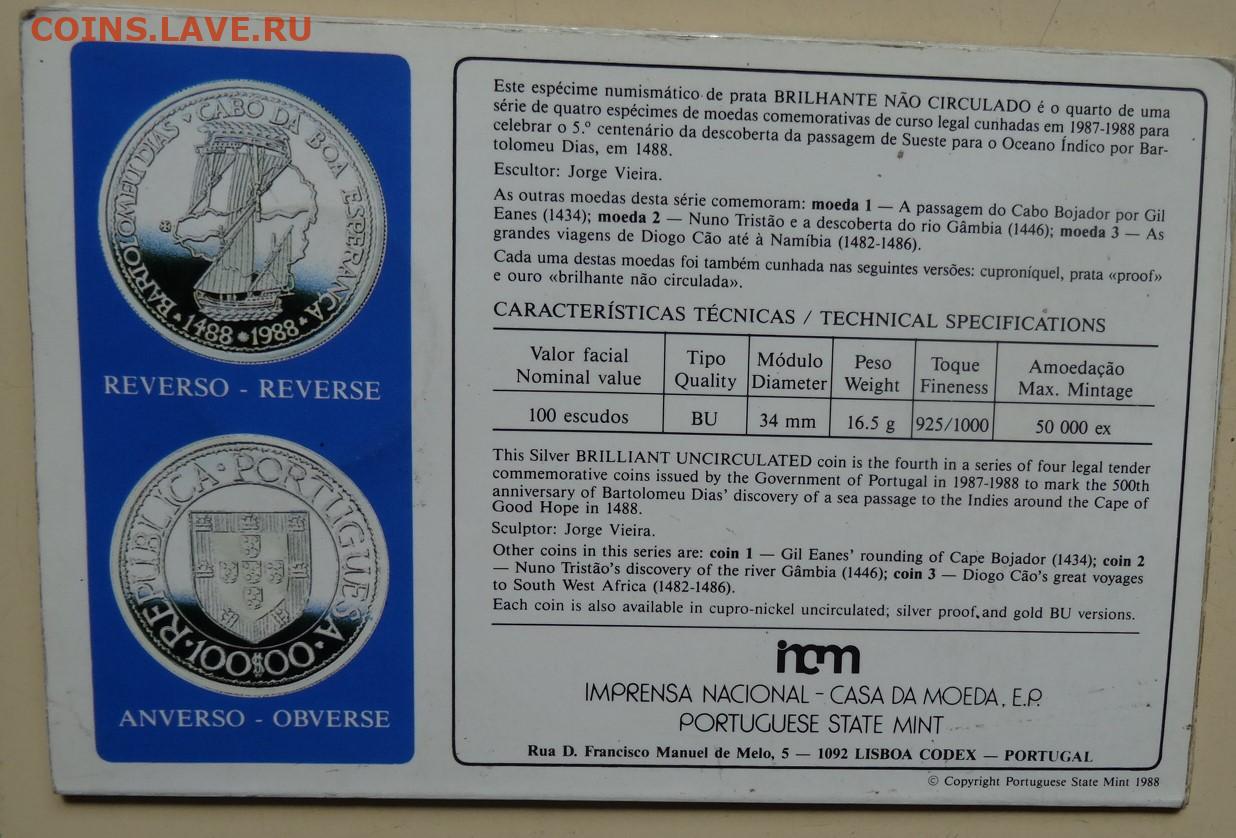 COINS.LAVE.RU
BARTOLOMEU DIAS · CABO DA BOA ESPERANÇA
1488 1988
REVERSO - REVERSE
REPÚBLICA · PORTUGUESA
100$00
ANVERSO - OBVERSE
Este espécime numismático de prata BRILHANTE NÃO CIRCULADO é o quarto de uma
série de quatro espécimes de moedas comemorativas de curso legal cunhadas em 1987-1988 para
celebrar o 5.º centenário da descoberta da passagem de Sueste para o Oceano Índico por Bar-
tolomeu Dias, em 1488.
Escultor: Jorge Vieira.
As outras moedas desta série comemoram: moeda 1 — A passagem do Cabo Bojador por Gil
Eanes (1434); moeda 2 — Nuno Tristão e a descoberta do rio Gâmbia (1446); moeda 3 — As
grandes viagens de Diogo Cão até à Namíbia (1482-1486).
Cada uma destas moedas foi também cunhada nas seguintes versões: cuproníquel, prata «proof»
e ouro «brilhante não circulada».
CARACTERÍSTICAS TÉCNICAS / TECHNICAL SPECIFICATIONS
Valor facial Tipo Módulo Peso Toque Amoedação
Nominal value Quality Diameter Weight Fineness Max. Mintage
100 escudos BU 34 mm 16.5 g 925/1000 50 000 ex
This Silver BRILLIANT UNCIRCULATED coin is the fourth in a series of four legal tender
commemorative coins issued by the Government of Portugal in 1987-1988 to mark the 500th
anniversary of Bartolomeu Dias' discovery of a sea passage to the Indies around the Cape of
Good Hope in 1488.
Sculptor: Jorge Vieira.
Other coins in this series are: coin 1 — Gil Eanes' rounding of Cape Bojador (1434); coin 2
— Nuno Tristão's discovery of the river Gâmbia (1446); coin 3 — Diogo Cão's great voyages
to South West Africa (1482-1486).
Each coin is also available in cupro-nickel uncirculated; silver proof, and gold BU versions.
incm
IMPRENSA NACIONAL - CASA DA MOEDA, E.P.
PORTUGUESE STATE MINT
Rua D. Francisco Manuel de Melo, 5 — 1092 LISBOA CODEX — PORTUGAL
© Copyright Portuguese State Mint 1988